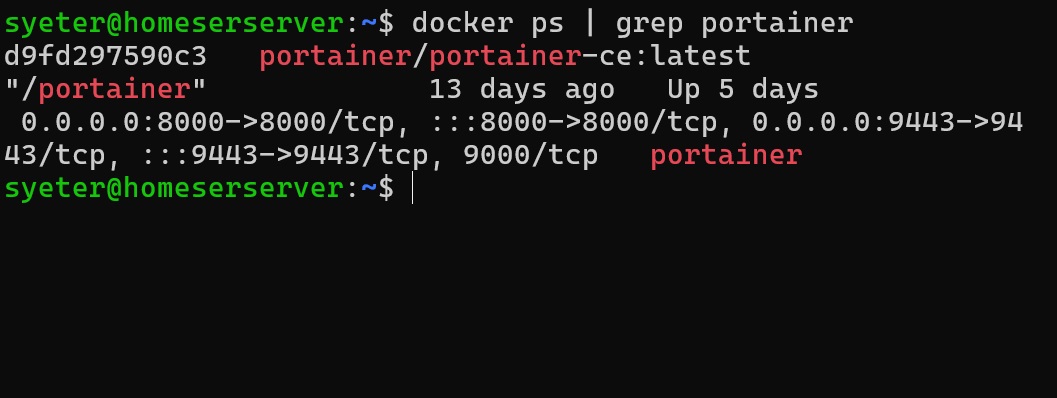 syeter@homeserserver:~$ docker ps | grep portainer
d9fd297590c3   portainer/portainer-ce:latest
"/portainer"             13 days ago   Up 5 days
 0.0.0.0:8000->8000/tcp, :::8000->8000/tcp, 0.0.0.0:9443->94
43/tcp, :::9443->9443/tcp, 9000/tcp   portainer
syeter@homeserserver:~$